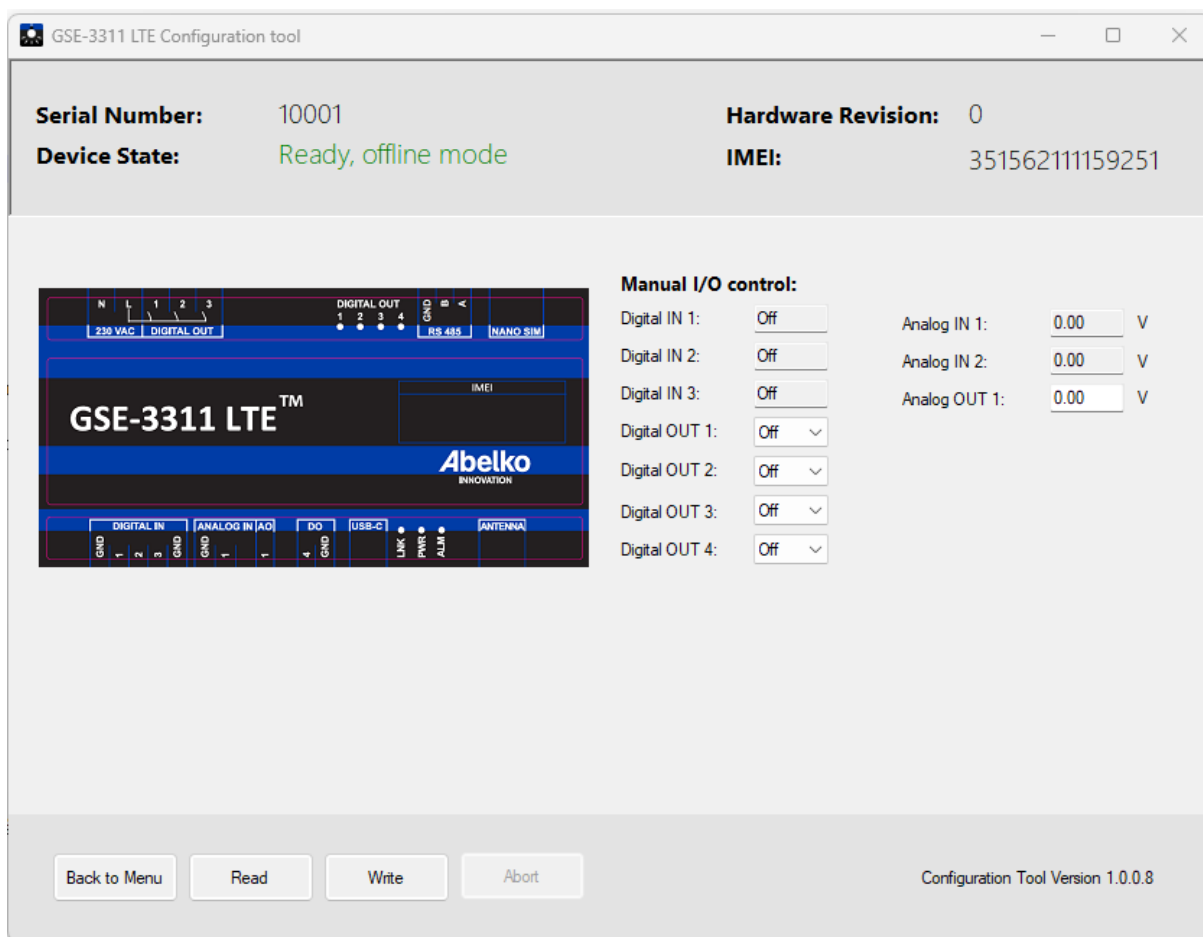 GSE-3311 LTE Configuration tool
Serial Number: 10001
Hardware Revision: 0
Device State: Ready, offline mode
IMEI: 351562111159251
N L 1 2 3
230 VAC DIGITAL OUT
DIGITAL OUT
1 2 3 4
GND B A
RS 485
NANO SIM
IMEI
GSE-3311 LTE™
Abelko
INNOVATION
DIGITAL IN ANALOG IN AO DO USB-C ANTENNA
GND 1 2 3 GND GND 1 1 4 GND LNK PWR ALM
Manual I/O control:
Digital IN 1: Off
Digital IN 2: Off
Digital IN 3: Off
Digital OUT 1: Off
Digital OUT 2: Off
Digital OUT 3: Off
Digital OUT 4: Off
Analog IN 1: 0.00 V
Analog IN 2: 0.00 V
Analog OUT 1: 0.00 V
Back to Menu
Read
Write
Abort
Configuration Tool Version 1.0.0.8